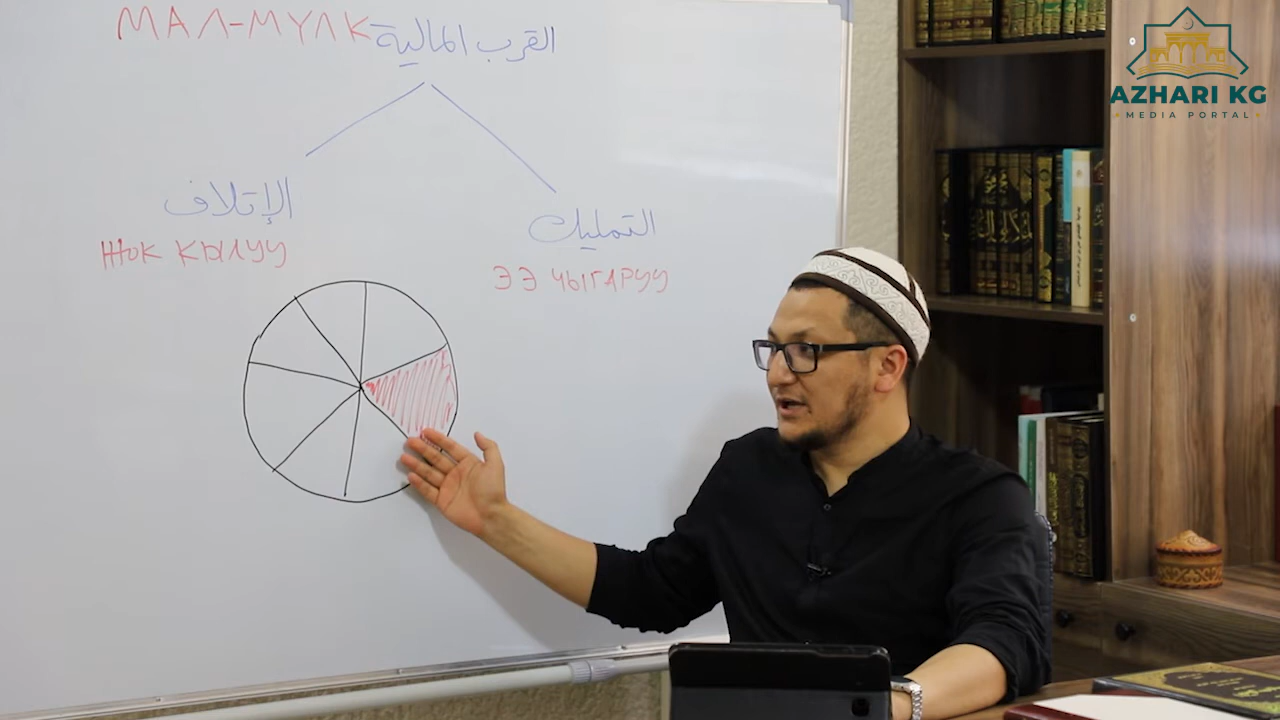 МАЛ-МҮЛК القرب المالية
الإتلاف
ЖОК КЫЛУУ
التمليك
ЭЭ ЧЫГАРУУ
AZHARI KG
MEDIA PORTAL